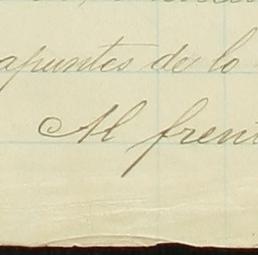 apuntes de lo
Al frent